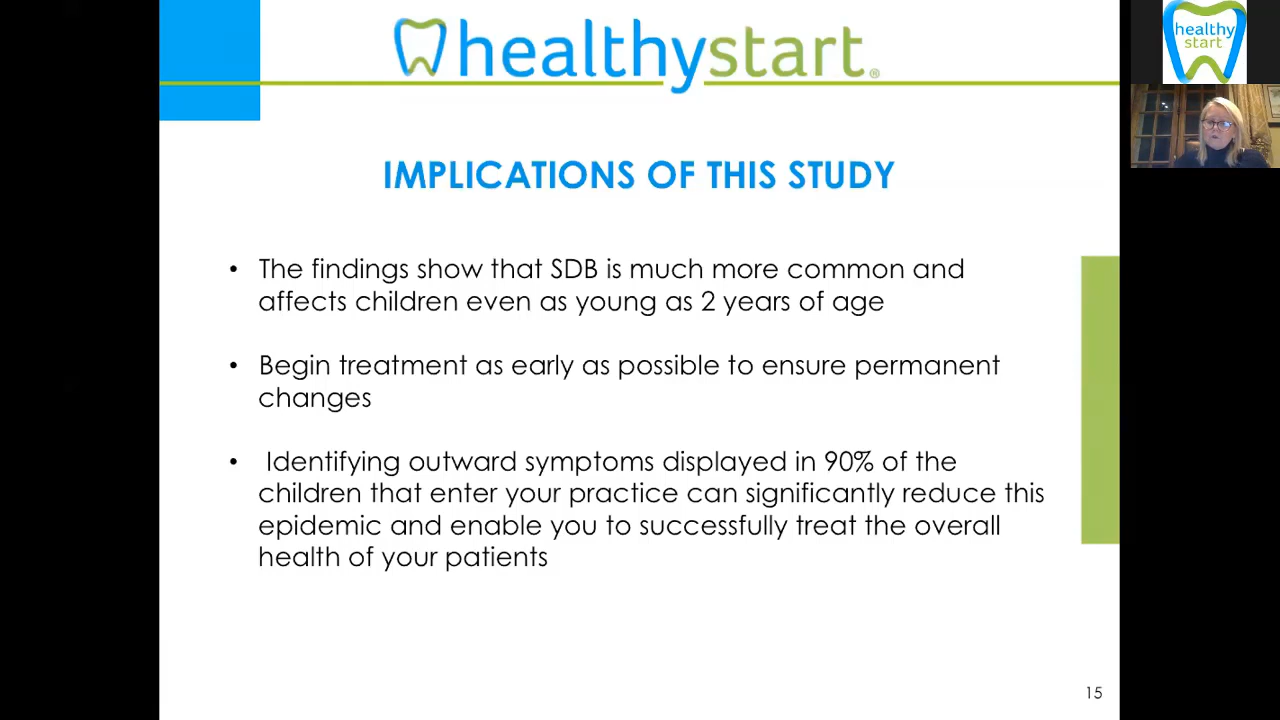 healthystart®
healthy
start
IMPLICATIONS OF THIS STUDY
• The findings show that SDB is much more common and
affects children even as young as 2 years of age
• Begin treatment as early as possible to ensure permanent
changes
• Identifying outward symptoms displayed in 90% of the
children that enter your practice can significantly reduce this
epidemic and enable you to successfully treat the overall
health of your patients
15